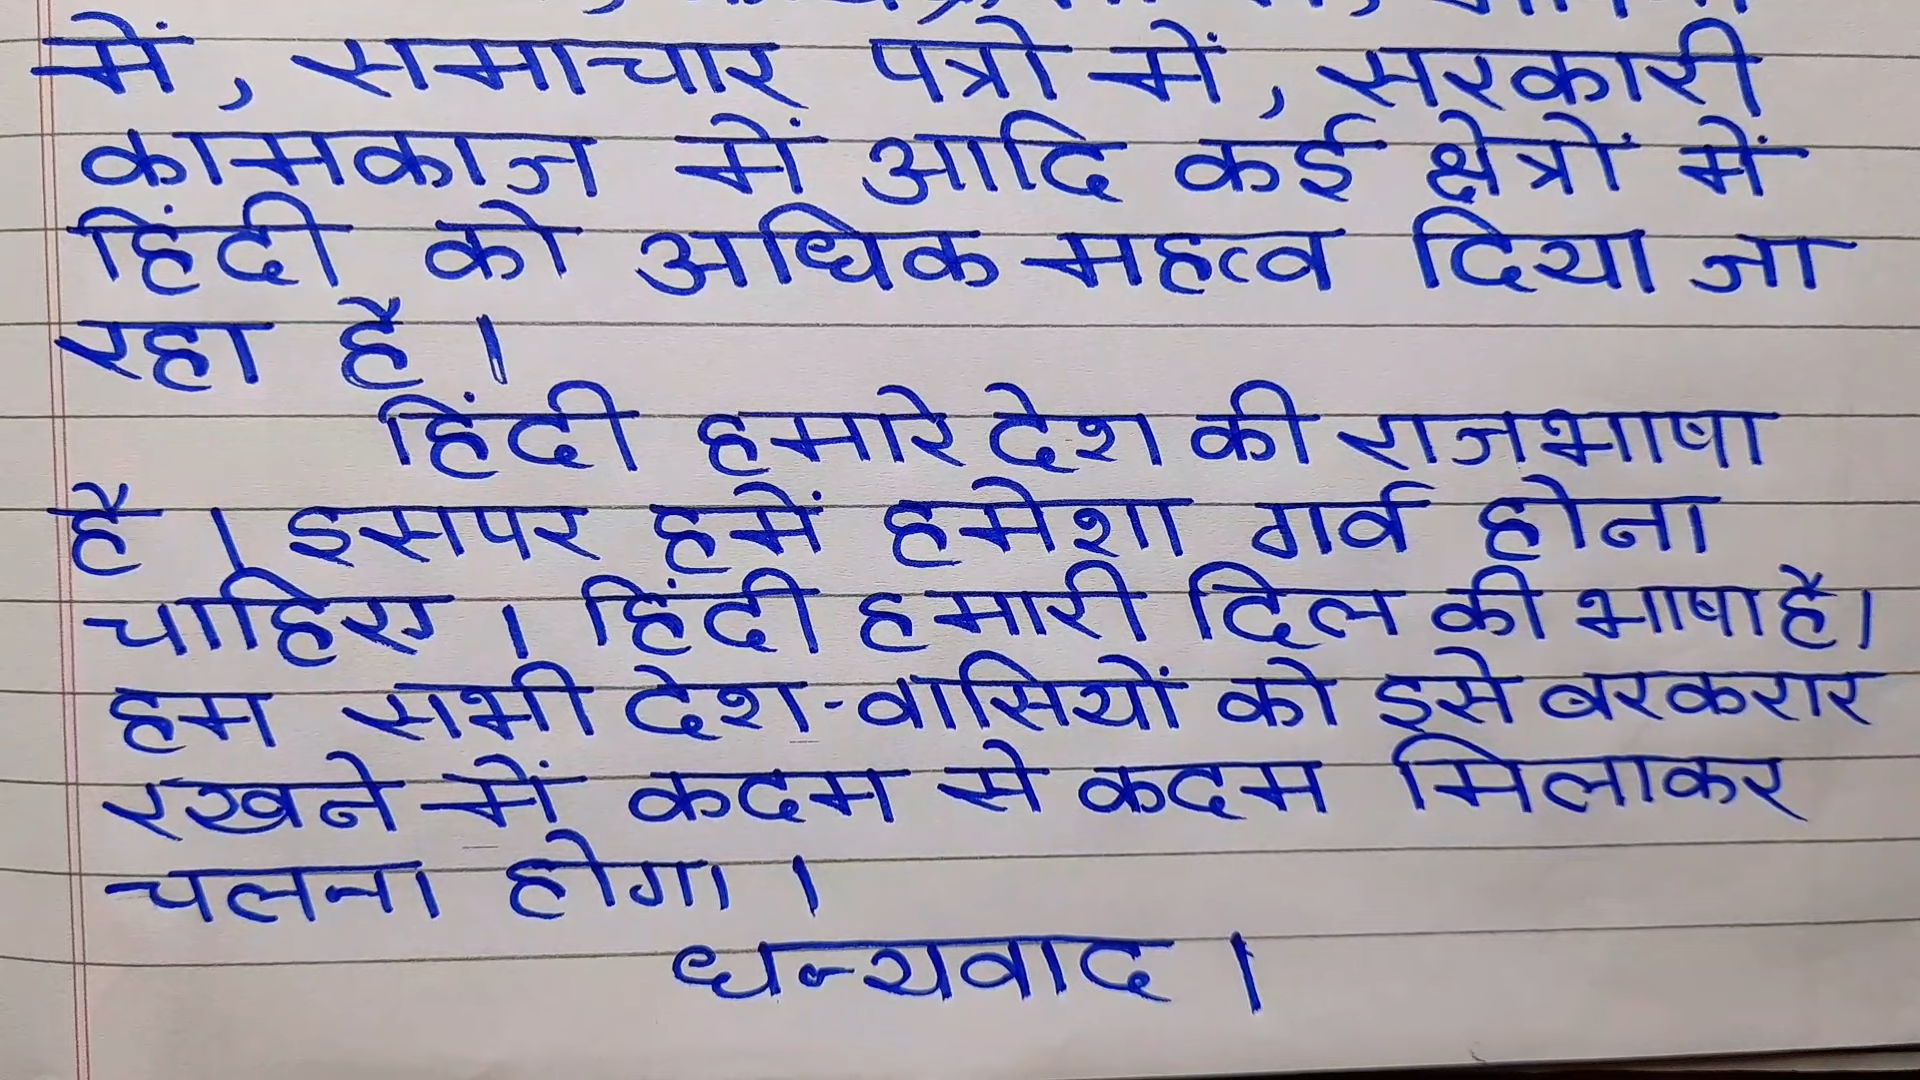 में, समाचार पत्रो में, सरकारी
कामकाज में आदि कई क्षेत्रों में
हिंदी को अधिक महत्व दिया जा
रहा है ।
हिंदी हमारे देश की राजभाषा
है । इसपर हमें हमेशा गर्व होना
चाहिए । हिंदी हमारी दिल की भाषा है।
हम सभी देश-वासियों को इसे बरकरार
रखने में कदम से कदम मिलाकर
चलना होगा ।
धन्यवाद ।